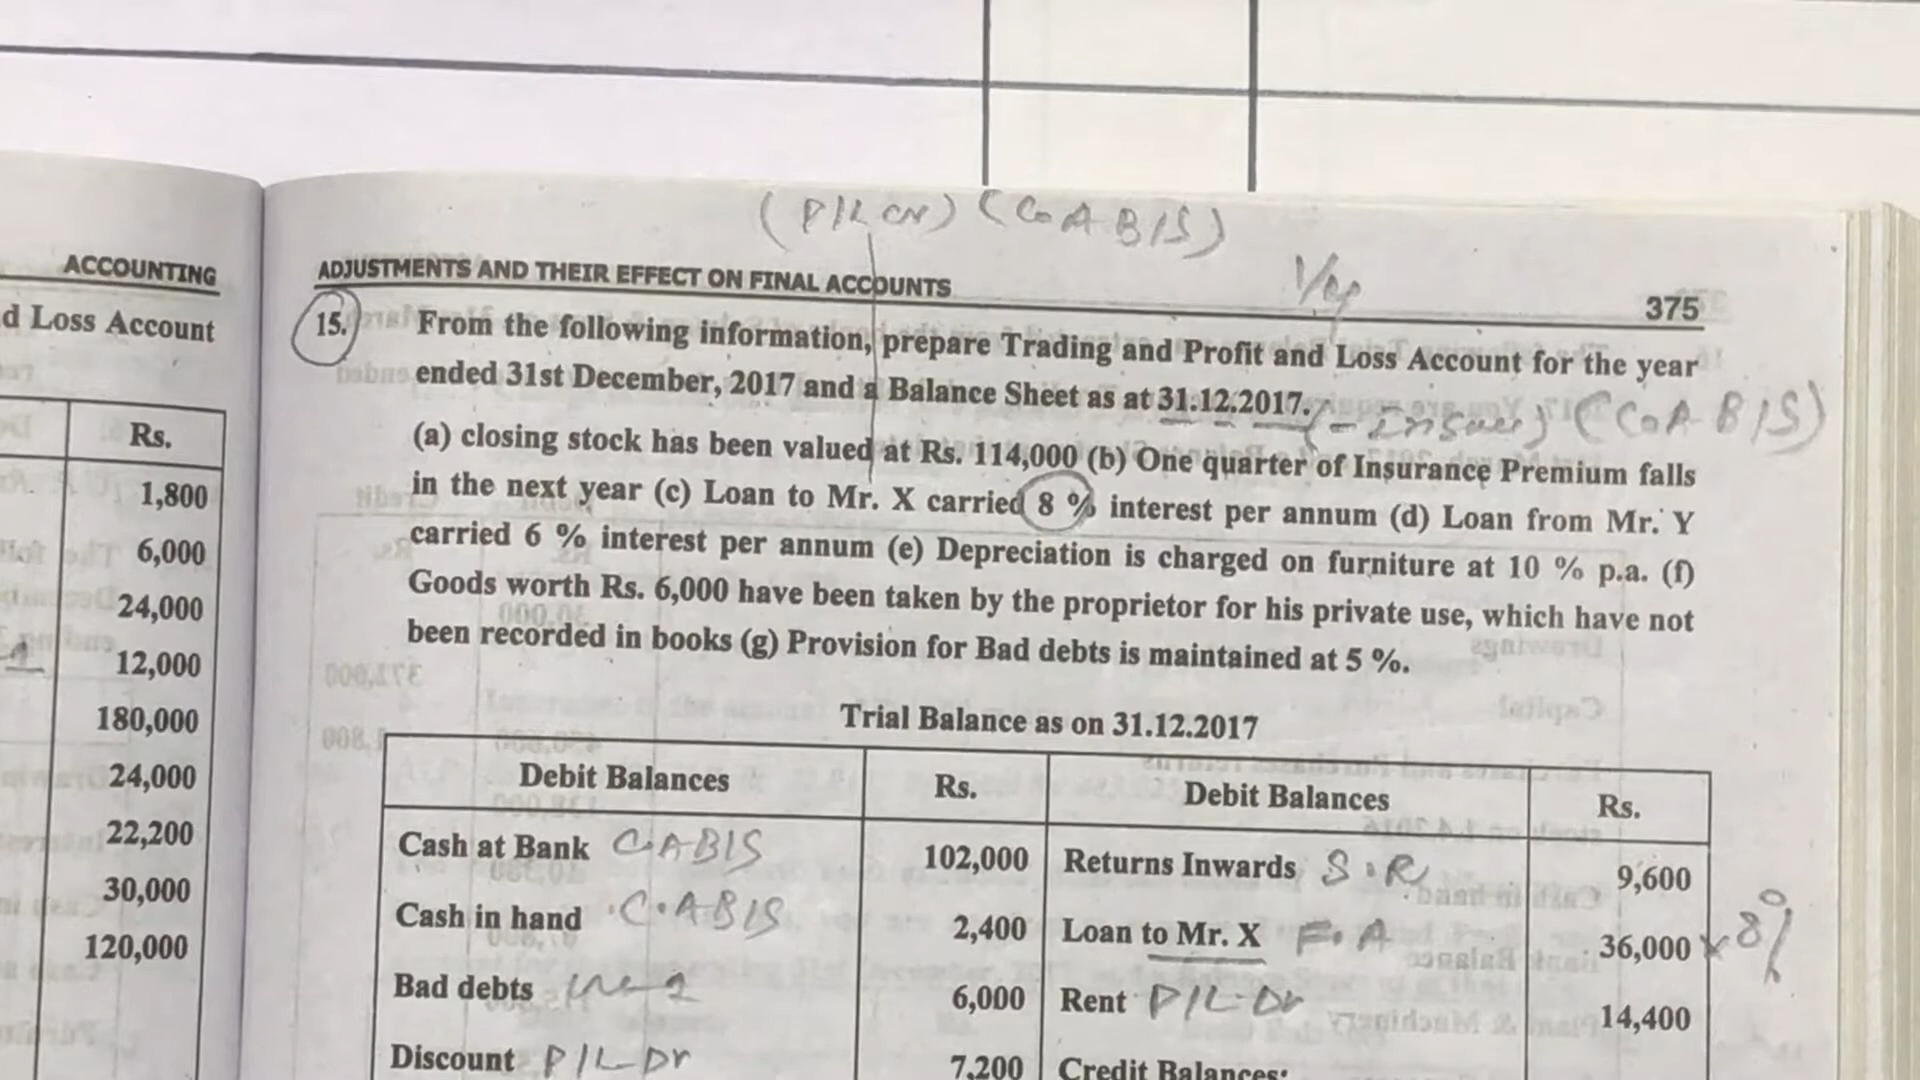 (P/L cr) (C.A B/S)
ACCOUNTING
d Loss Account
Rs.
1,800
6,000
24,000
12,000
180,000
24,000
22,200
30,000
120,000
ADJUSTMENTS AND THEIR EFFECT ON FINAL ACCOUNTS
375
15. From the following information, prepare Trading and Profit and Loss Account for the year
ended 31st December, 2017 and a Balance Sheet as at 31.12.2017.
(C.A B/S)
(a) closing stock has been valued at Rs. 114,000 (b) One quarter of Insurance Premium falls
in the next year (c) Loan to Mr. X carried 8 % interest per annum (d) Loan from Mr. Y
carried 6 % interest per annum (e) Depreciation is charged on furniture at 10 % p.a. (f)
Goods worth Rs. 6,000 have been taken by the proprietor for his private use, which have not
been recorded in books (g) Provision for Bad debts is maintained at 5 %.
Trial Balance as on 31.12.2017
Debit Balances Rs. Debit Balances Rs.
Cash at Bank C.A B/S 102,000 Returns Inwards S.R 9,600
Cash in hand C.A B/S 2,400 Loan to Mr. X F.A 36,000 x 8%
Bad debts 6,000 Rent P/L Dr 14,400
Discount P/L Dr 7,200 Credit Balances: